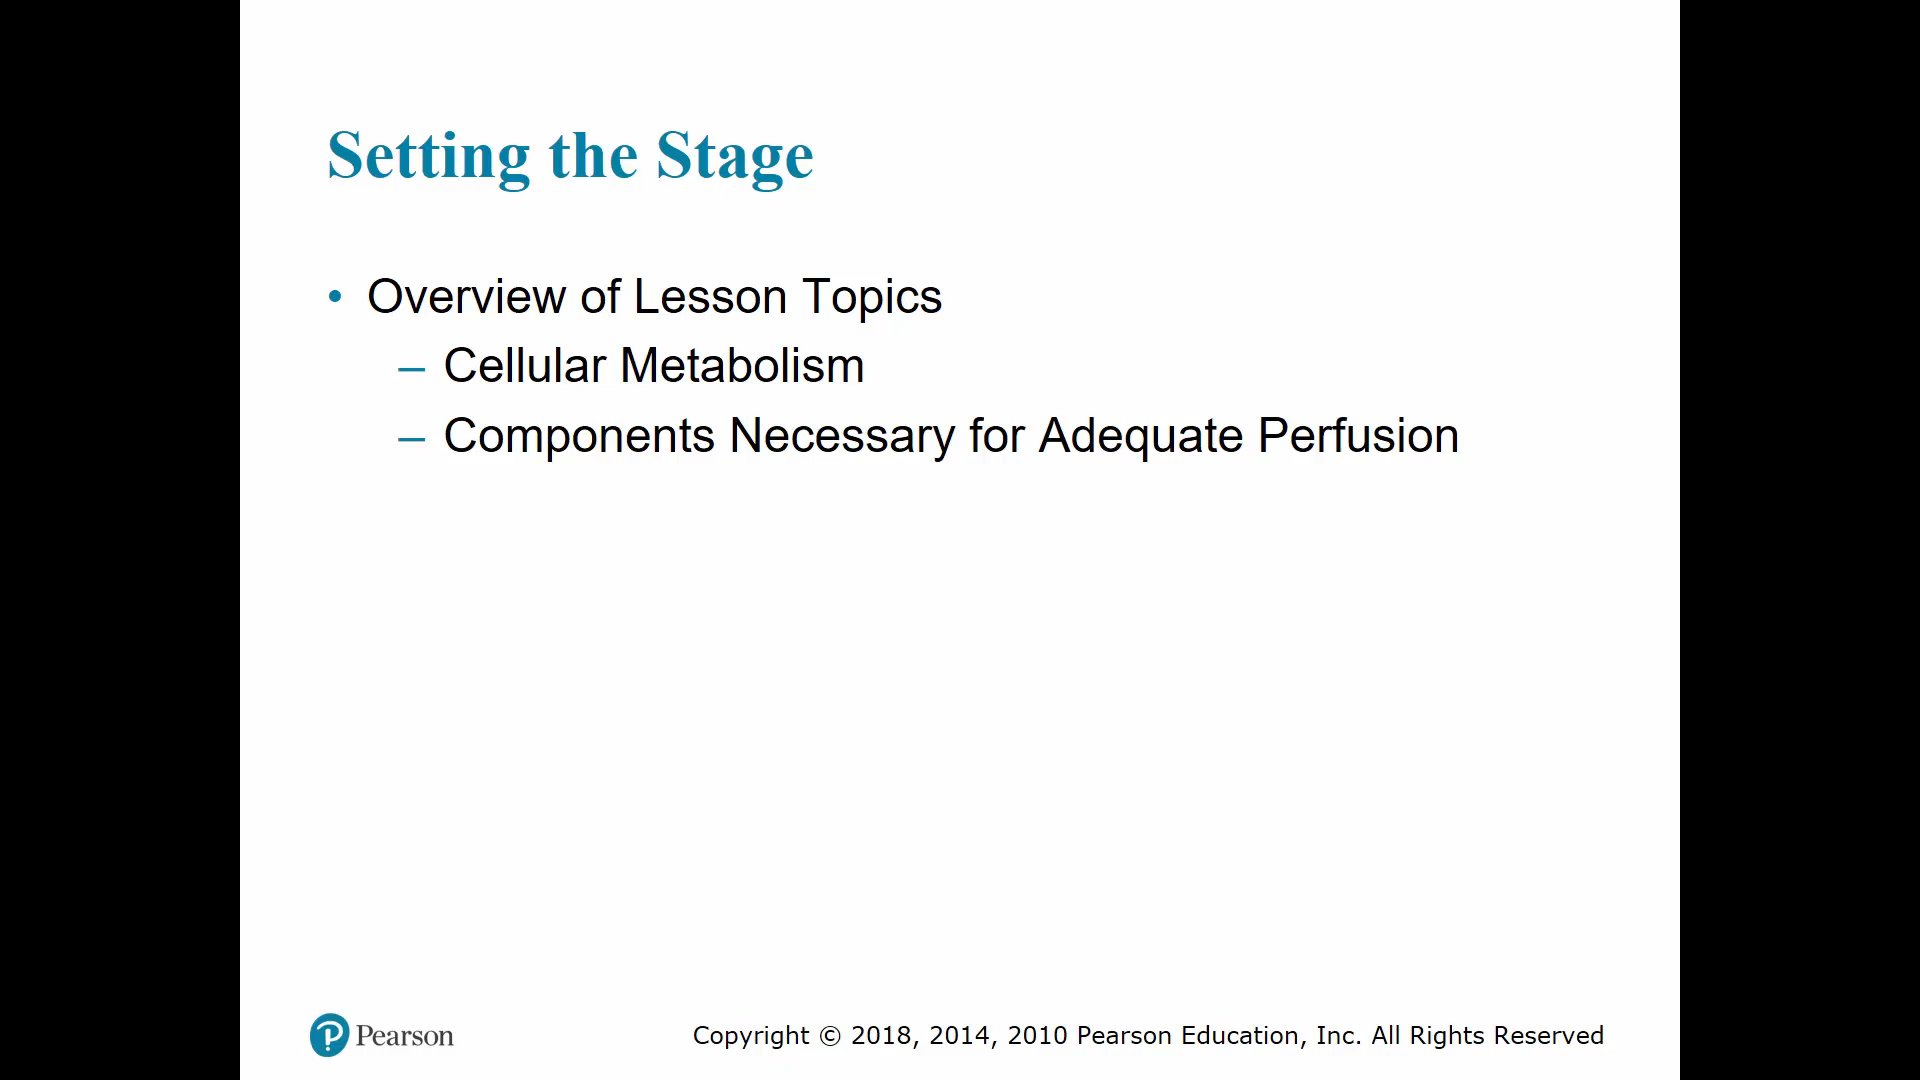 Setting the Stage
• Overview of Lesson Topics
– Cellular Metabolism
– Components Necessary for Adequate Perfusion
Pearson
Copyright © 2018, 2014, 2010 Pearson Education, Inc. All Rights Reserved